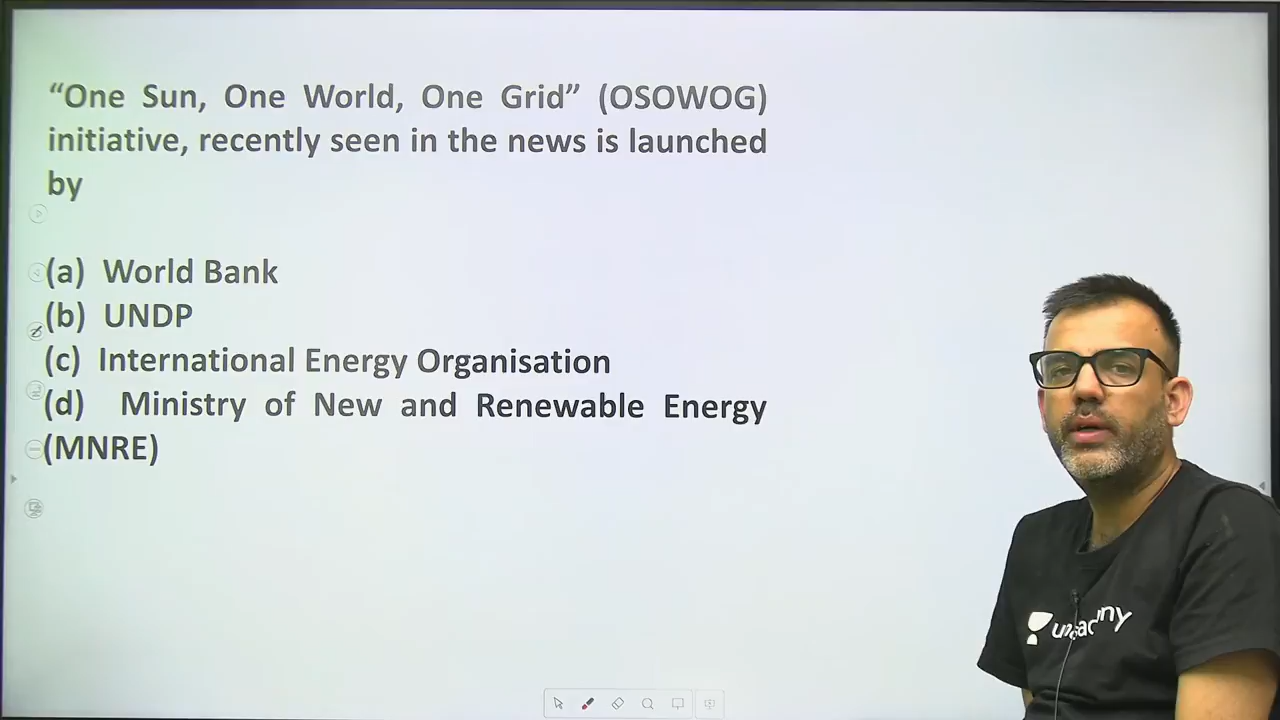 “One Sun, One World, One Grid” (OSOWOG)
initiative, recently seen in the news is launched
by
(a) World Bank
(b) UNDP
(c) International Energy Organisation
(d) Ministry of New and Renewable Energy
(MNRE)
unacademy